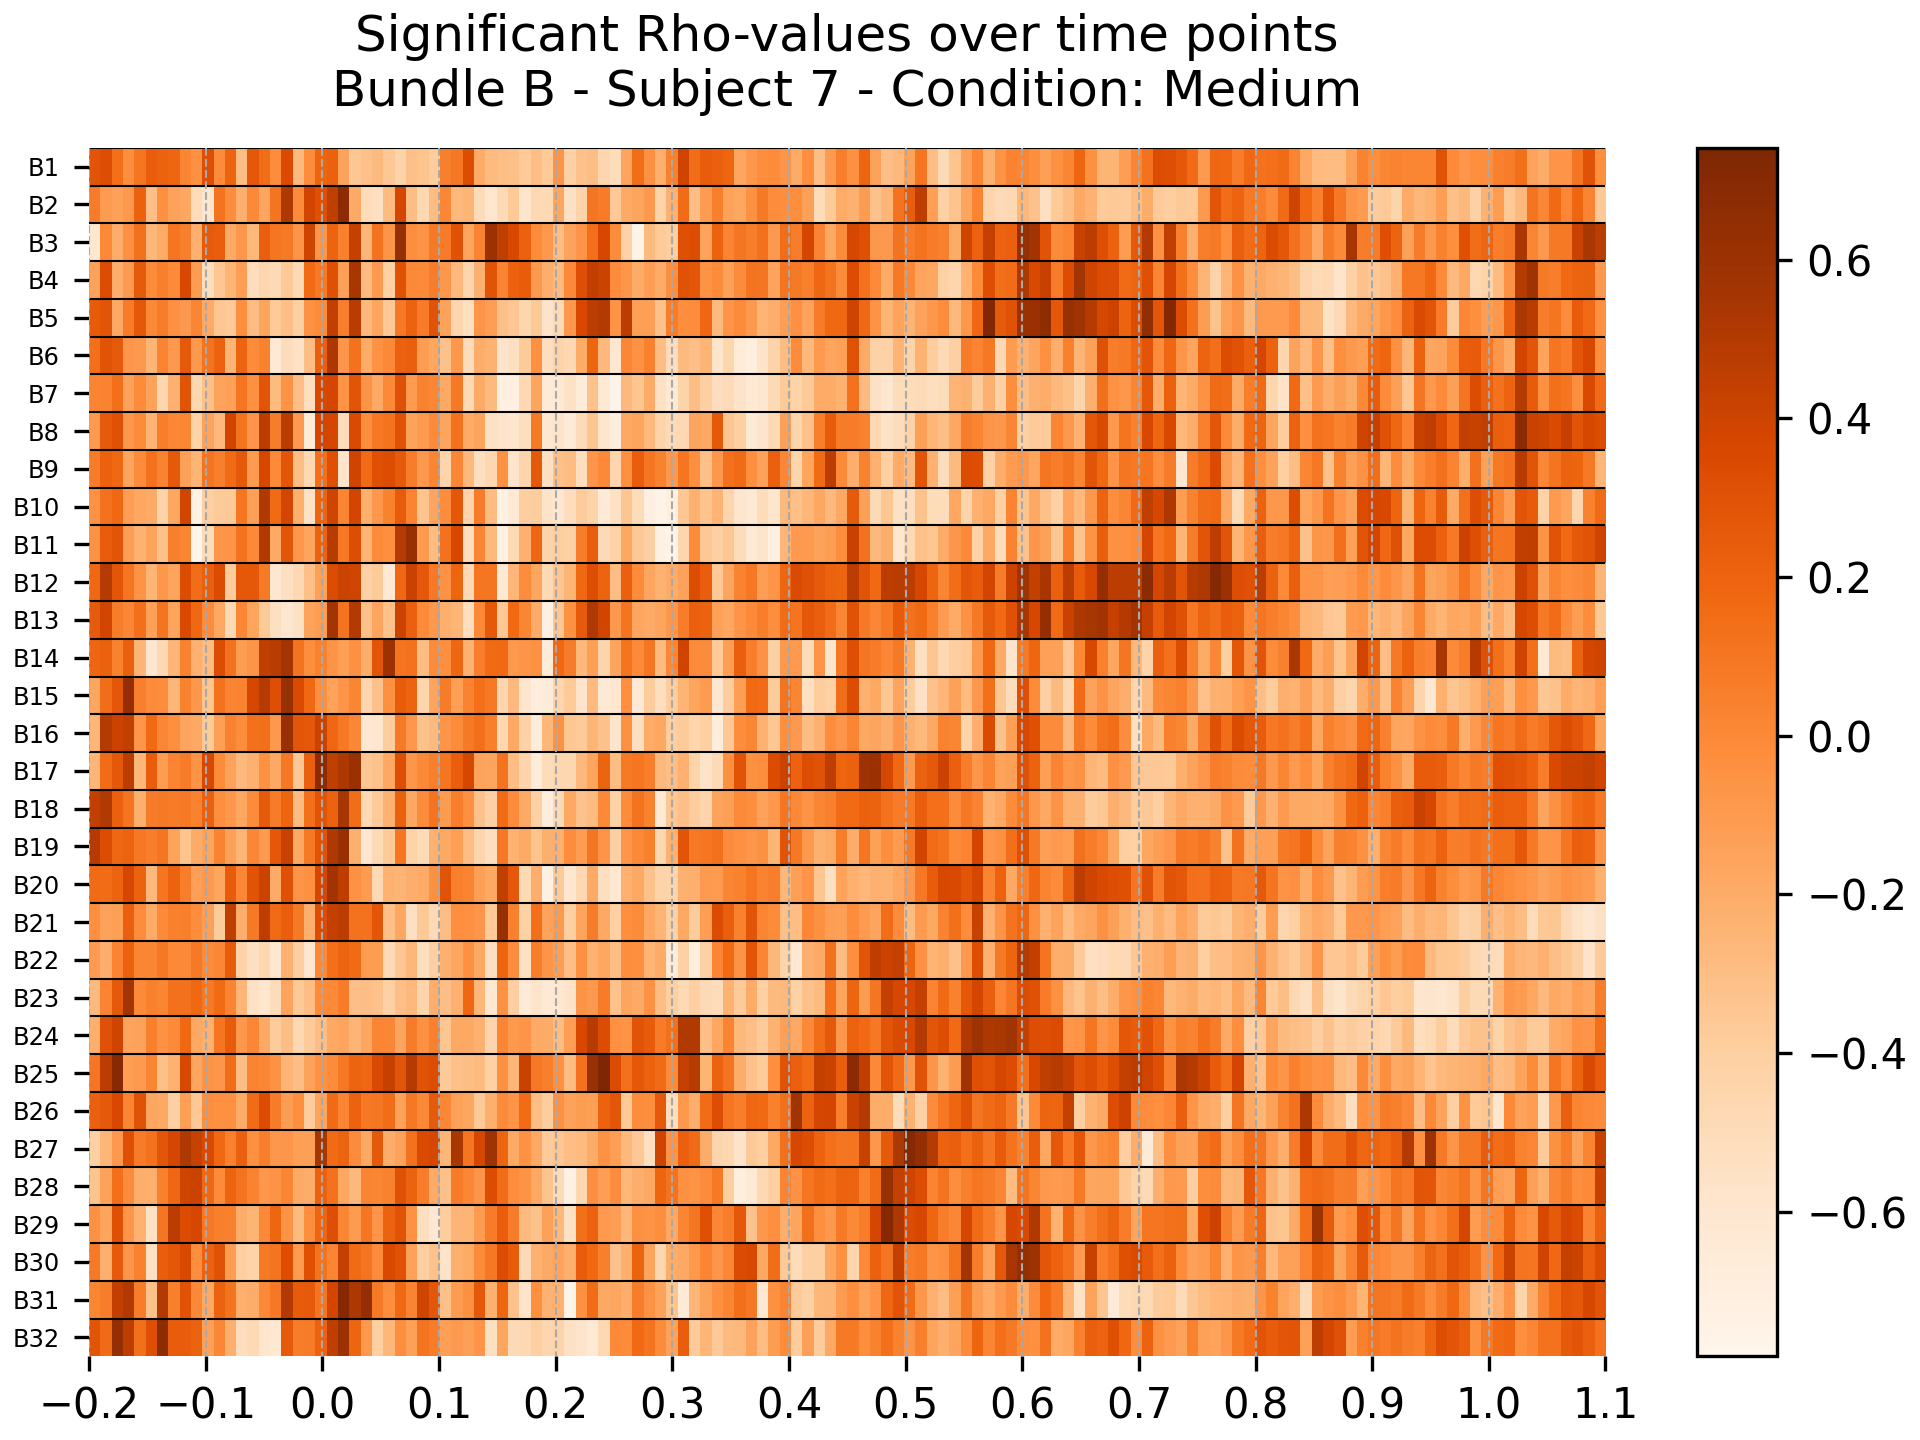 Significant Rho-values over time points
Bundle B - Subject 7 - Condition: Medium
B1
B2
B3
B4
B5
B6
B7
B8
B9
B10
B11
B12
B13
B14
B15
B16
B17
B18
B19
B20
B21
B22
B23
B24
B25
B26
B27
B28
B29
B30
B31
B32
−0.2 −0.1 0.0 0.1 0.2 0.3 0.4 0.5 0.6 0.7 0.8 0.9 1.0 1.1
0.6
0.4
0.2
0.0
−0.2
−0.4
−0.6